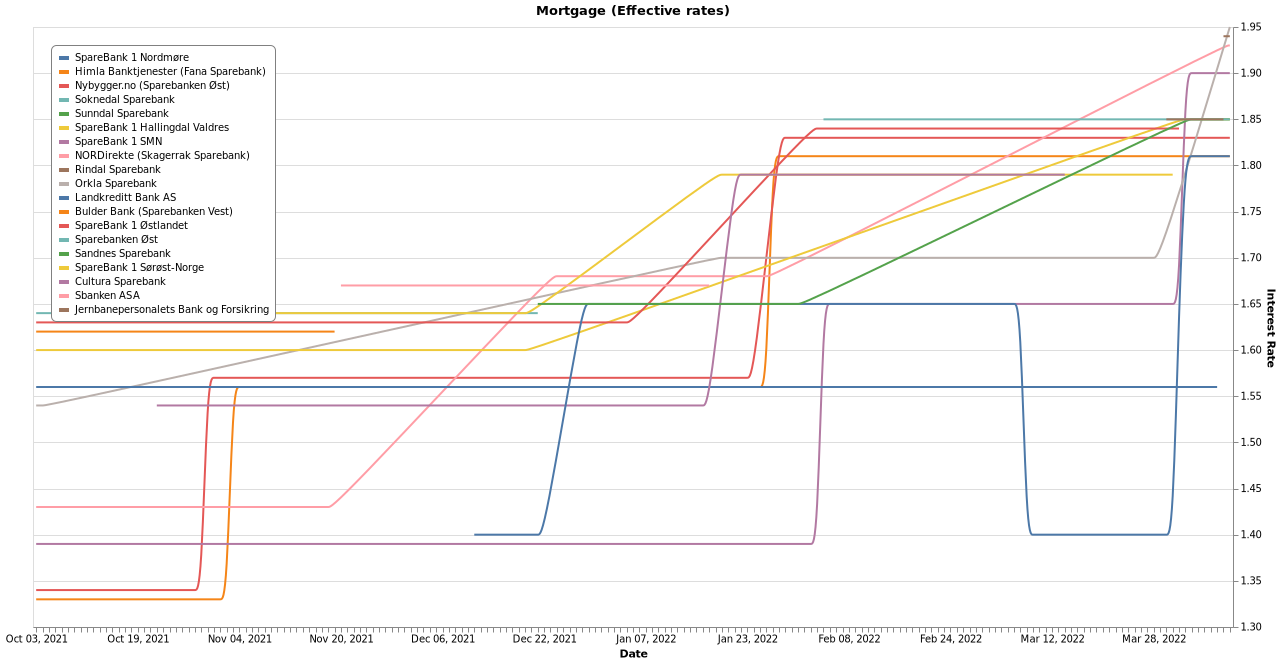 Mortgage (Effective rates)
SpareBank 1 Nordmøre
Himla Banktjenester (Fana Sparebank)
Nybygger.no (Sparebanken Øst)
Soknedal Sparebank
Sunndal Sparebank
SpareBank 1 Hallingdal Valdres
SpareBank 1 SMN
NORDirekte (Skagerrak Sparebank)
Rindal Sparebank
Orkla Sparebank
Landkreditt Bank AS
Bulder Bank (Sparebanken Vest)
SpareBank 1 Østlandet
Sparebanken Øst
Sandnes Sparebank
SpareBank 1 Sørøst-Norge
Cultura Sparebank
Sbanken ASA
Jernbanepersonalets Bank og Forsikring
1.95
1.90
1.85
1.80
1.75
1.70
1.65
1.60
1.55
1.50
1.45
1.40
1.35
1.30
Interest Rate
Oct 03, 2021 Oct 19, 2021 Nov 04, 2021 Nov 20, 2021 Dec 06, 2021 Dec 22, 2021 Jan 07, 2022 Jan 23, 2022 Feb 08, 2022 Feb 24, 2022 Mar 12, 2022 Mar 28, 2022
Date